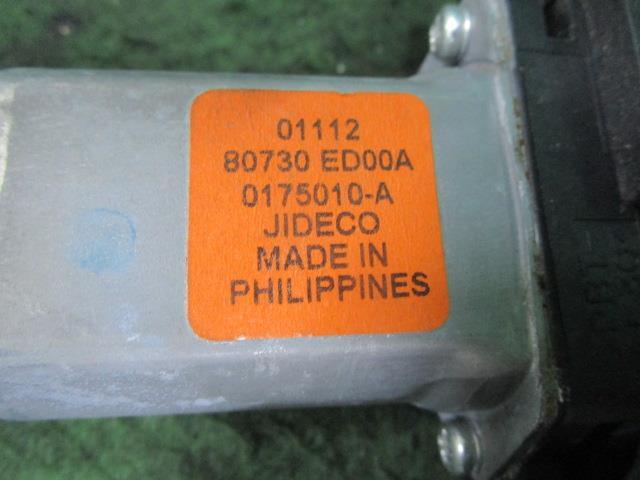 01112
80730 ED00A
0175010-A
JIDECO
MADE IN
PHILIPPINES